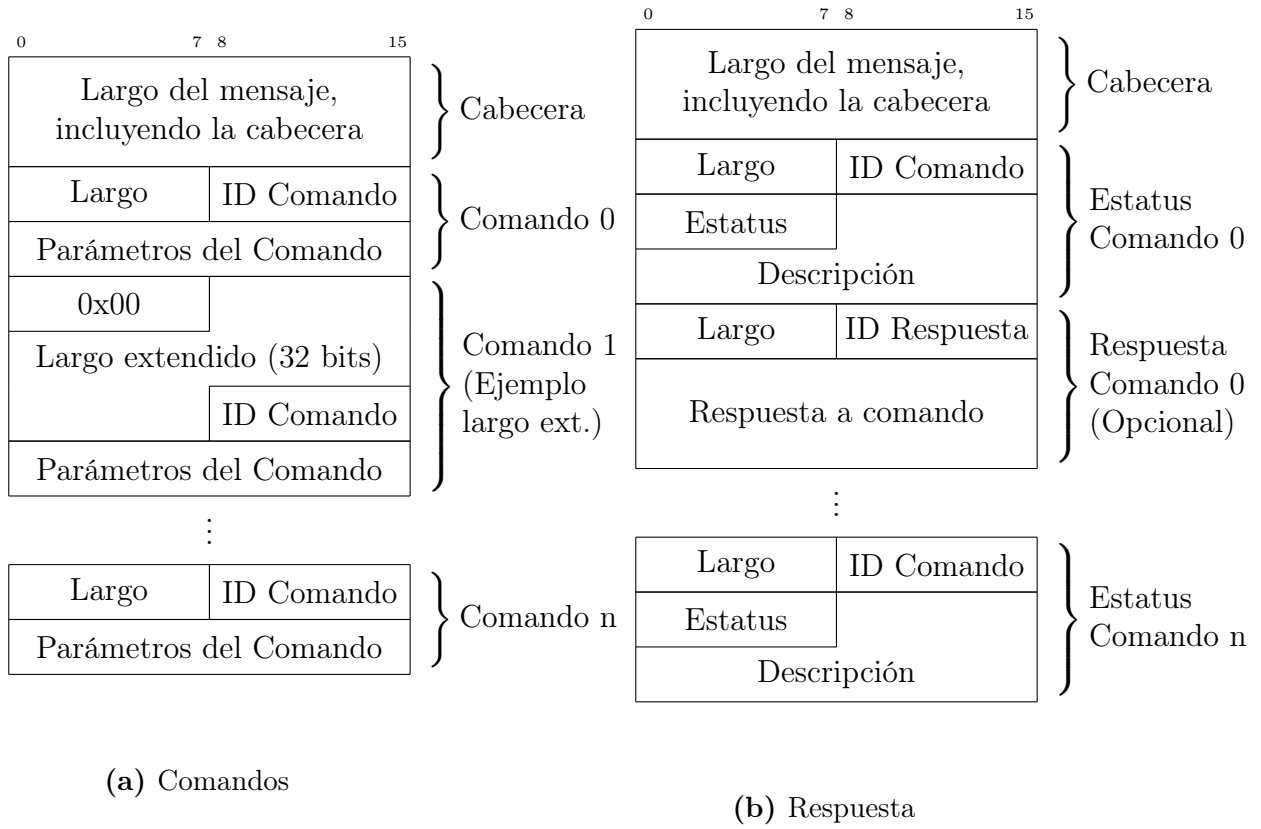 0 7 8 15
Largo del mensaje,
incluyendo la cabecera
Cabecera
Largo ID Comando
Parámetros del Comando
Comando 0
0x00
Largo extendido (32 bits)
ID Comando
Parámetros del Comando
Comando 1
(Ejemplo
largo ext.)
⋮
Largo ID Comando
Parámetros del Comando
Comando n
(a) Comandos
0 7 8 15
Largo del mensaje,
incluyendo la cabecera
Cabecera
Largo ID Comando
Estatus
Descripción
Estatus
Comando 0
Largo ID Respuesta
Respuesta a comando
Respuesta
Comando 0
(Opcional)
⋮
Largo ID Comando
Estatus
Descripción
Estatus
Comando n
(b) Respuesta